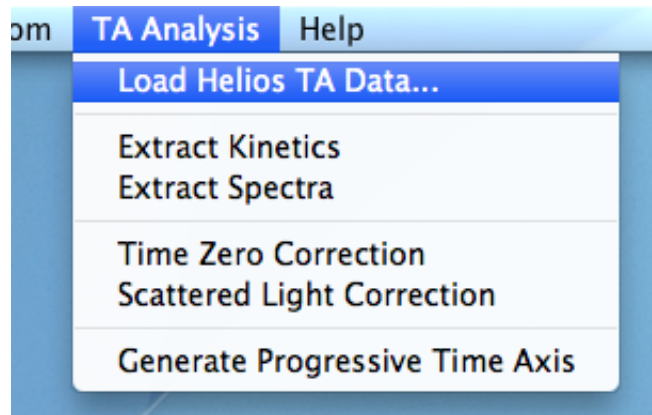 om TA Analysis Help
Load Helios TA Data...
Extract Kinetics
Extract Spectra
Time Zero Correction
Scattered Light Correction
Generate Progressive Time Axis